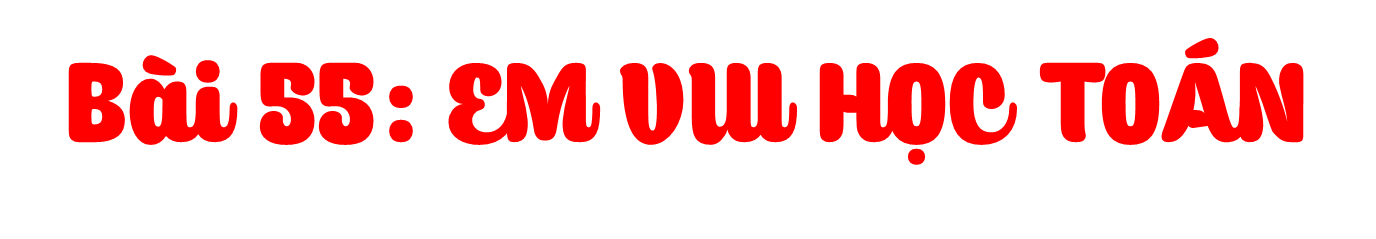 Bài 55: EM VUI HỌC TOÁN